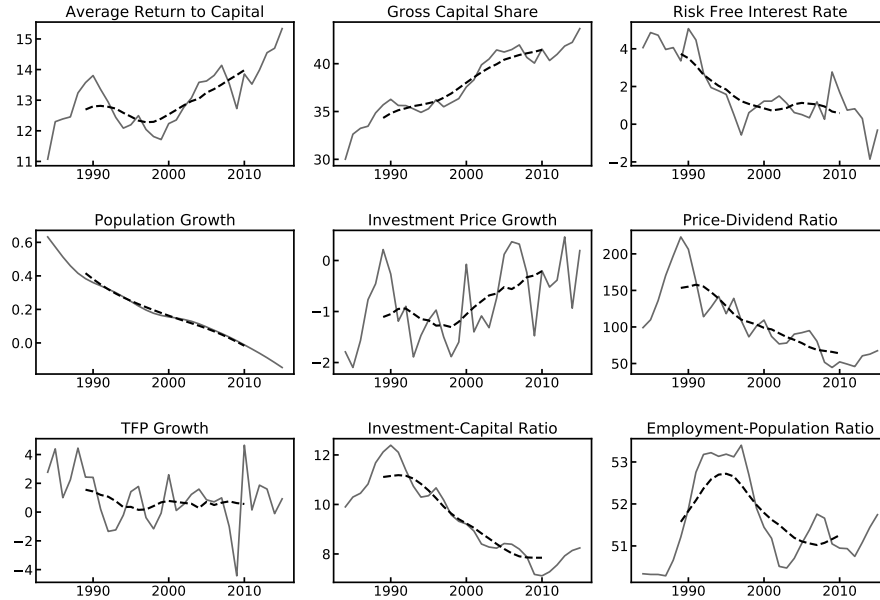 Average Return to Capital
15
14
13
12
11
1990 2000 2010
Gross Capital Share
40
35
30
1990 2000 2010
Risk Free Interest Rate
4
2
0
−2
1990 2000 2010
Population Growth
0.6
0.4
0.2
0.0
1990 2000 2010
Investment Price Growth
0
−1
−2
1990 2000 2010
Price-Dividend Ratio
200
150
100
50
1990 2000 2010
TFP Growth
4
2
0
−2
−4
1990 2000 2010
Investment-Capital Ratio
12
10
8
1990 2000 2010
Employment-Population Ratio
53
52
51
1990 2000 2010